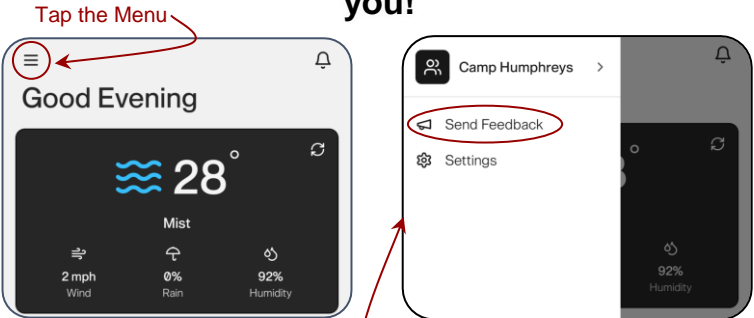 you!
Tap the Menu
Good Evening
28°
Mist
2 mph
0%
92%
Wind
Rain
Humidity
Camp Humphreys
Send Feedback
Settings
92%
Humidity